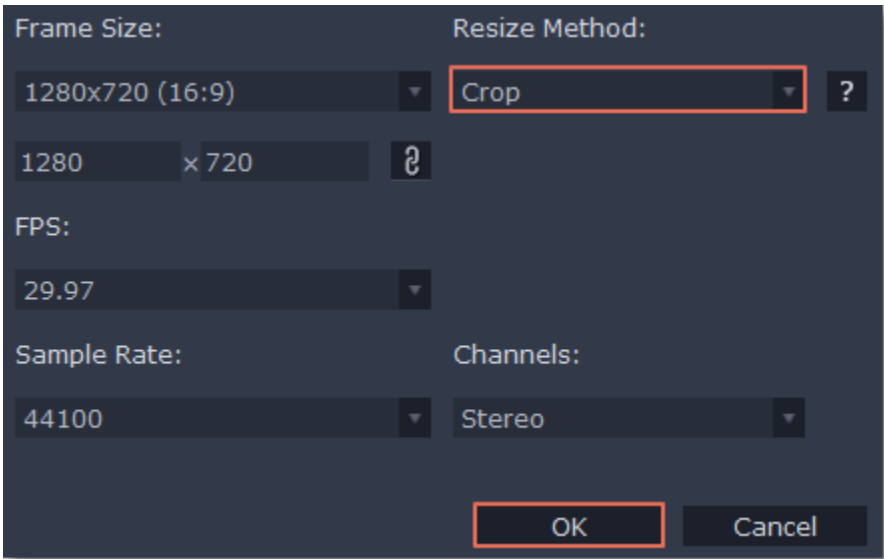 Frame Size:
Resize Method:
1280x720 (16:9)
Crop
?
1280 x 720
FPS:
29.97
Sample Rate:
Channels:
44100
Stereo
OK
Cancel